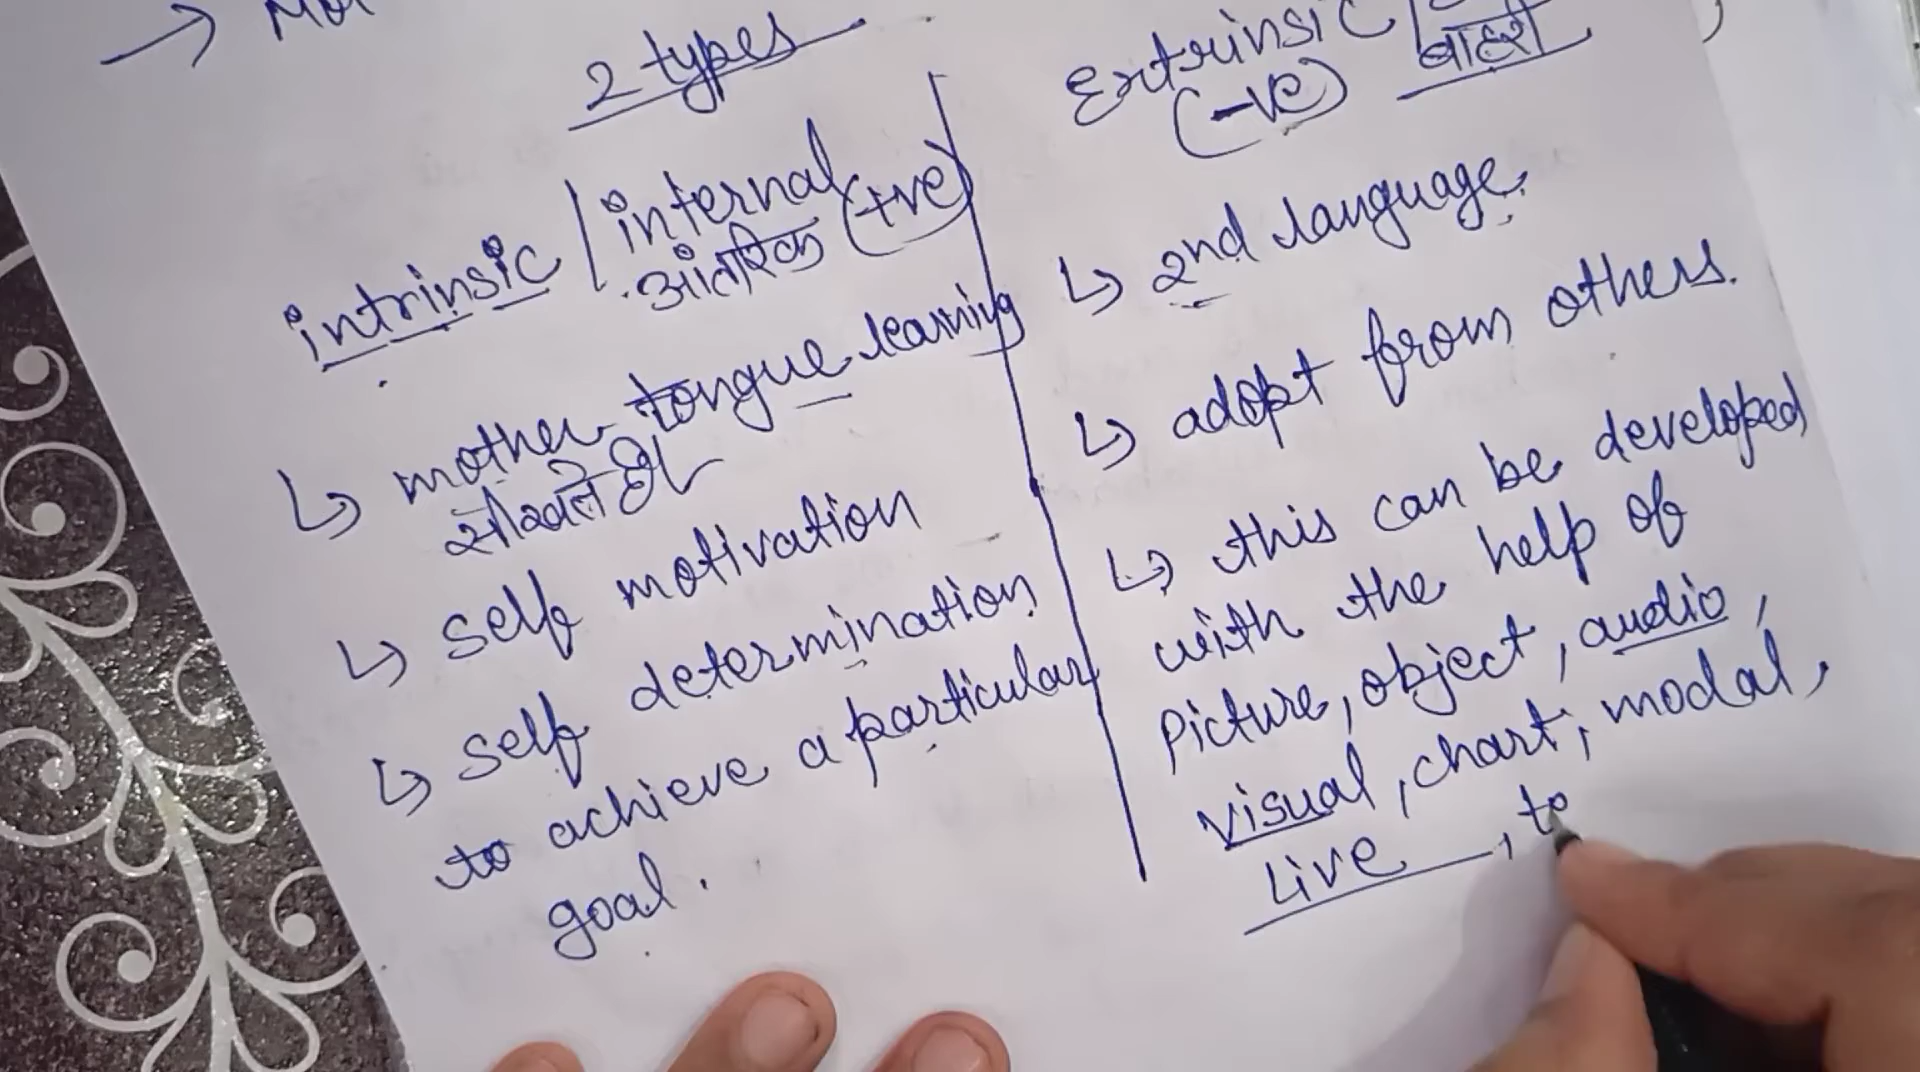 → Mot
2 types
intrinsic / internal (+ve)
आंतरिक
↳ mother tongue learning
सीखते हैं
↳ self motivation
↳ self determination
to achieve a particular
goal.
Extrinsic |
(-ve) बाहरी
↳ 2nd language.
↳ adopt from others.
↳ this can be developed
with the help of
picture, object, audio,
visual, chart, modal,
Live —, to